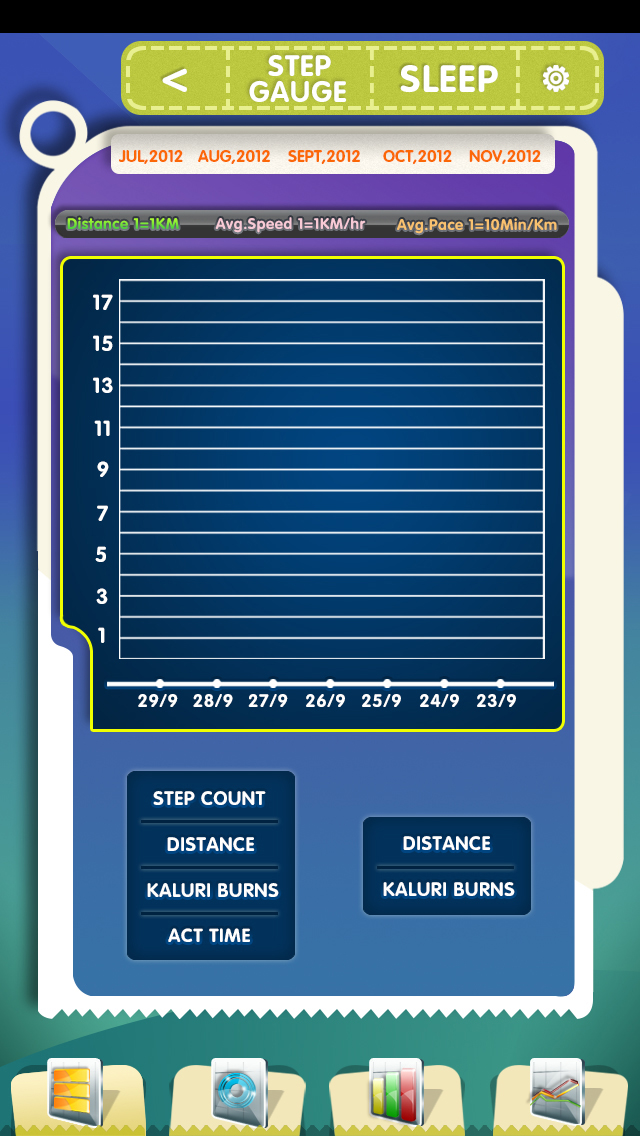 <
STEP
GAUGE
SLEEP
JUL,2012 AUG,2012 SEPT,2012 OCT,2012 NOV,2012
Distance 1=1KM Avg.Speed 1=1KM/hr Avg.Pace 1=10Min/Km
17
15
13
11
9
7
5
3
1
29/9 28/9 27/9 26/9 25/9 24/9 23/9
STEP COUNT
DISTANCE
KALURI BURNS
ACT TIME
DISTANCE
KALURI BURNS